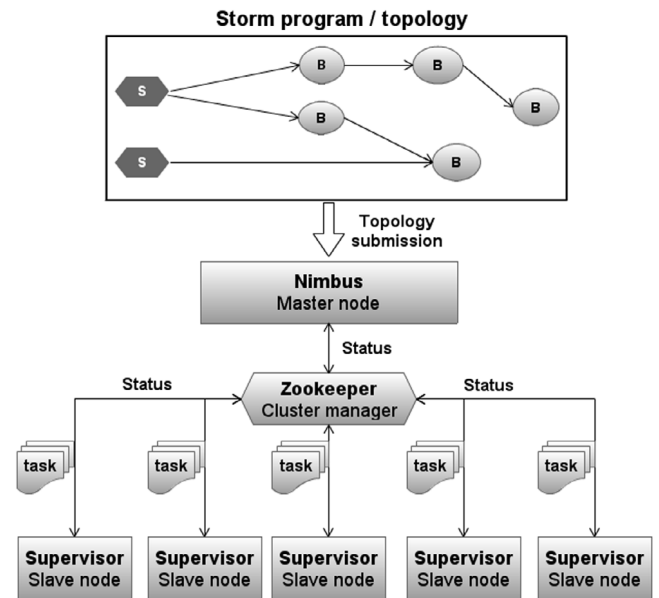 Storm program / topology
B
B
S
B
B
S
B
Topology
submission
Nimbus
Master node
Status
Status
Zookeeper
Cluster manager
Status
task
task
task
task
task
Supervisor
Slave node
Supervisor
Slave node
Supervisor
Slave node
Supervisor
Slave node
Supervisor
Slave node